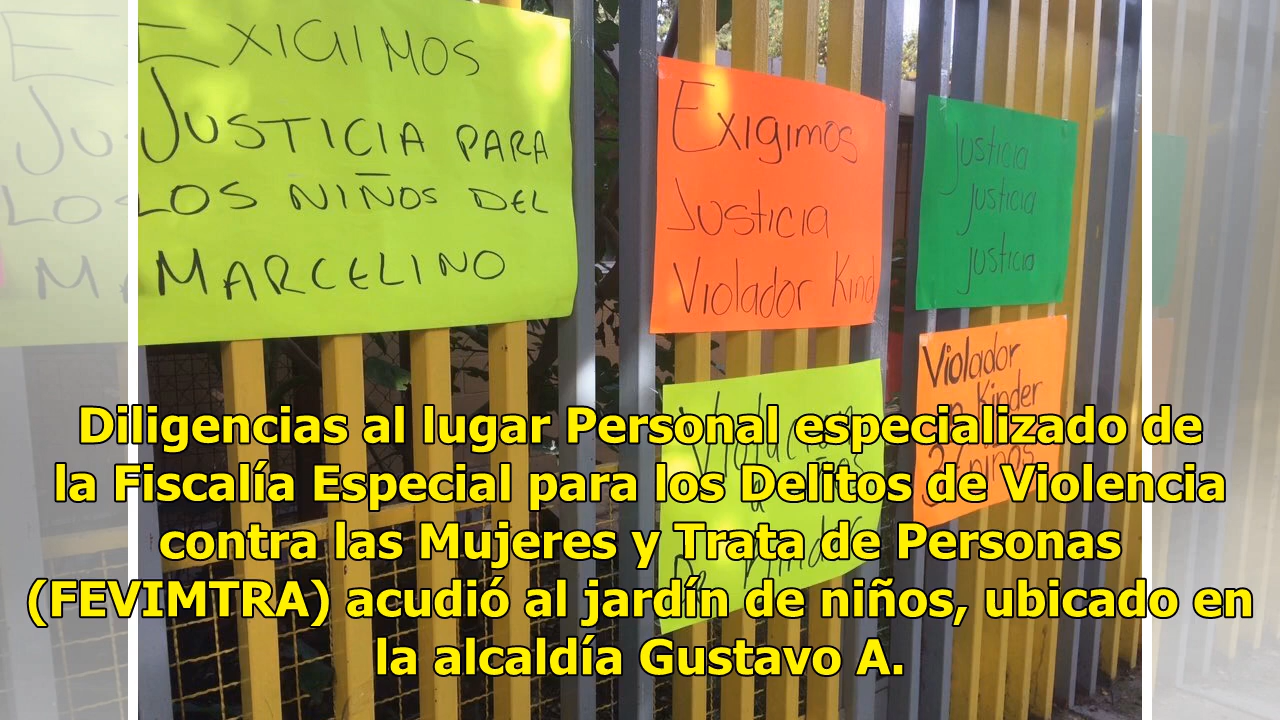 EXIGIMOS
JUSTICIA PARA
LOS NIÑOS DEL
MARCELINO
Exigimos
Justicia
Violador Kind
Justicia
justicia
justicia
Violador
Kinder
niños
Diligencias al lugar Personal especializado de
la Fiscalía Especial para los Delitos de Violencia
contra las Mujeres y Trata de Personas
(FEVIMTRA) acudió al jardín de niños, ubicado en
la alcaldía Gustavo A.